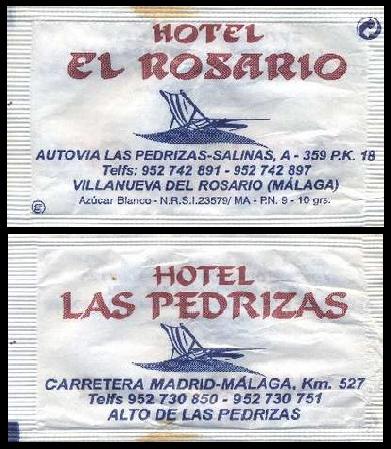 HOTEL
EL ROSARIO
AUTOVIA LAS PEDRIZAS-SALINAS, A - 359 P.K. 18
Telfs: 952 742 891 - 952 742 897
VILLANUEVA DEL ROSARIO (MÁLAGA)
Azúcar Blanco - N.R.S.I.23579/ MA - P.N. 9 - 10 grs.
HOTEL
LAS PEDRIZAS
CARRETERA MADRID-MÁLAGA, Km. 527
Telfs 952 730 850 - 952 730 751
ALTO DE LAS PEDRIZAS